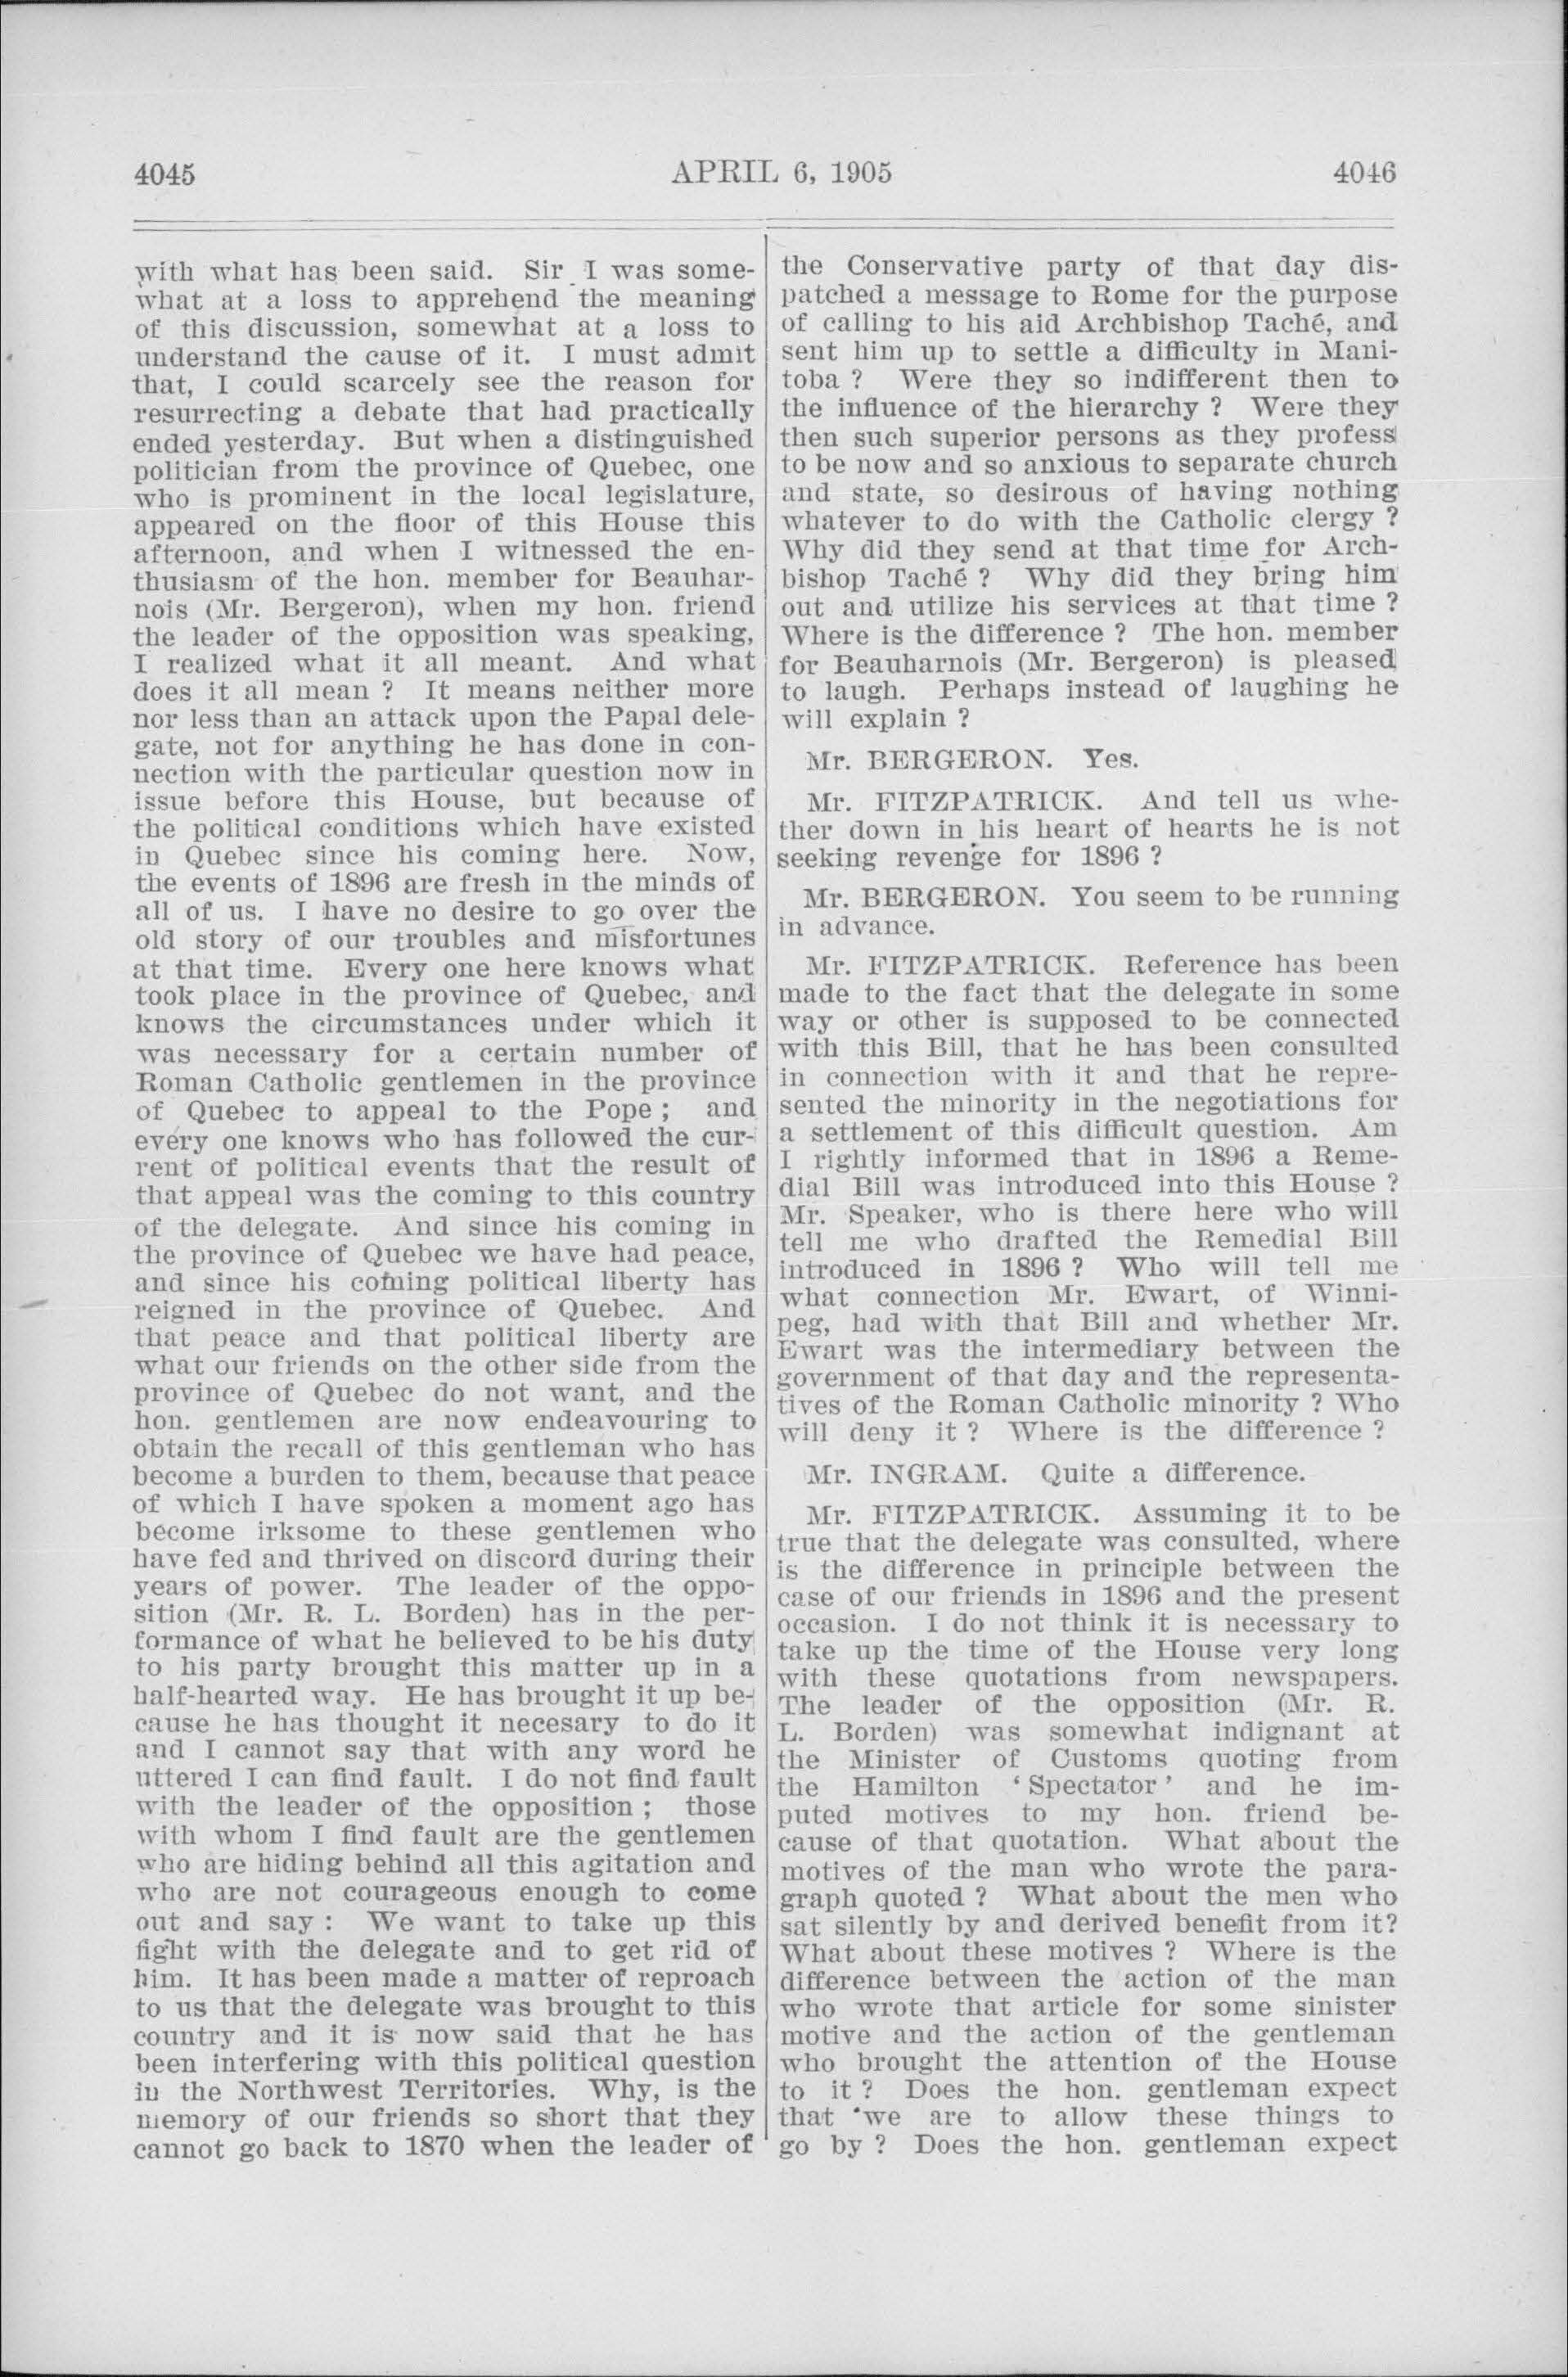 4045 APRIL 6, 1905 4046
with what has been said. Sir I was some-
what at a loss to apprehend the meaning
of this discussion, somewhat at a loss to
understand the cause of it. I must admit
that, I could scarcely see the reason for
resurrecting a debate that had practically
ended yesterday. But when a distinguished
politician from the province of Quebec, one
who is prominent in the local legislature,
appeared on the floor of this House this
afternoon, and when I witnessed the en-
thusiasm of the hon. member for Beauhar-
nois (Mr. Bergeron), when my hon. friend
the leader of the opposition was speaking,
I realized what it all meant. And what
does it all mean ? It means neither more
nor less than an attack upon the Papal dele-
gate, not for anything he has done in con-
nection with the particular question now in
issue before this House, but because of
the political conditions which have existed
in Quebec since his coming here. Now,
the events of 1896 are fresh in the minds of
all of us. I have no desire to go over the
old story of our troubles and misfortunes
at that time. Every one here knows what
took place in the province of Quebec, and
knows the circumstances under which it
was necessary for a certain number of
Roman Catholic gentlemen in the province
of Quebec to appeal to the Pope ; and
every one knows who has followed the cur-
rent of political events that the result of
that appeal was the coming to this country
of the delegate. And since his coming in
the province of Quebec we have had peace,
and since his coming political liberty has
reigned in the province of Quebec. And
that peace and that political liberty are
what our friends on the other side from the
province of Quebec do not want, and the
hon. gentlemen are now endeavouring to
obtain the recall of this gentleman who has
become a burden to them, because that peace
of which I have spoken a moment ago has
become irksome to these gentlemen who
have fed and thrived on discord during their
years of power. The leader of the oppo-
sition (Mr. R. L. Borden) has in the per-
formance of what he believed to be his duty
to his party brought this matter up in a
half-hearted way. He has brought it up be-
cause he has thought it necesary to do it
and I cannot say that with any word he
uttered I can find fault. I do not find fault
with the leader of the opposition ; those
with whom I find fault are the gentlemen
who are hiding behind all this agitation and
who are not courageous enough to come
out and say : We want to take up this
fight with the delegate and to get rid of
him. It has been made a matter of reproach
to us that the delegate was brought to this
country and it is now said that he has
been interfering with this political question
in the Northwest Territories. Why, is the
memory of our friends so short that they
cannot go back to 1870 when the leader of
the Conservative party of that day dis-
patched a message to Rome for the purpose
of calling to his aid Archbishop Taché, and
sent him up to settle a difficulty in Mani-
toba ? Were they so indifferent then to
the influence of the hierarchy ? Were they
then such superior persons as they profess
to be now and so anxious to separate church
and state, so desirous of having nothing
whatever to do with the Catholic clergy ?
Why did they send at that time for Arch-
bishop Taché ? Why did they bring him
out and utilize his services at that time ?
Where is the difference ? The hon. member
for Beauharnois (Mr. Bergeron) is pleased
to laugh. Perhaps instead of laughing he
will explain ?
Mr. BERGERON. Yes.
Mr. FITZPATRICK. And tell us whe-
ther down in his heart of hearts he is not
seeking revenge for 1896 ?
Mr. BERGERON. You seem to be running
in advance.
Mr. FITZPATRICK. Reference has been
made to the fact that the delegate in some
way or other is supposed to be connected
with this Bill, that he has been consulted
in connection with it and that he repre-
sented the minority in the negotiations for
a settlement of this difficult question. Am
I rightly informed that in 1896 a Reme-
dial Bill was introduced into this House ?
Mr. Speaker, who is there here who will
tell me who drafted the Remedial Bill
introduced in 1896 ? Who will tell me
what connection Mr. Ewart, of Winni-
peg, had with that Bill and whether Mr.
Ewart was the intermediary between the
government of that day and the representa-
tives of the Roman Catholic minority ? Who
will deny it ? Where is the difference ?
Mr. INGRAM. Quite a difference.
Mr. FITZPATRICK. Assuming it to be
true that the delegate was consulted, where
is the difference in principle between the
case of our friends in 1896 and the present
occasion. I do not think it is necessary to
take up the time of the House very long
with these quotations from newspapers.
The leader of the opposition (Mr. R.
L. Borden) was somewhat indignant at
the Minister of Customs quoting from
the Hamilton ‘ Spectator ’ and he im-
puted motives to my hon. friend be-
cause of that quotation. What about the
motives of the man who wrote the para-
graph quoted ? What about the men who
sat silently by and derived benefit from it?
What about these motives ? Where is the
difference between the action of the man
who wrote that article for some sinister
motive and the action of the gentleman
who brought the attention of the House
to it ? Does the hon. gentleman expect
that we are to allow these things to
go by ? Does the hon. gentleman expect